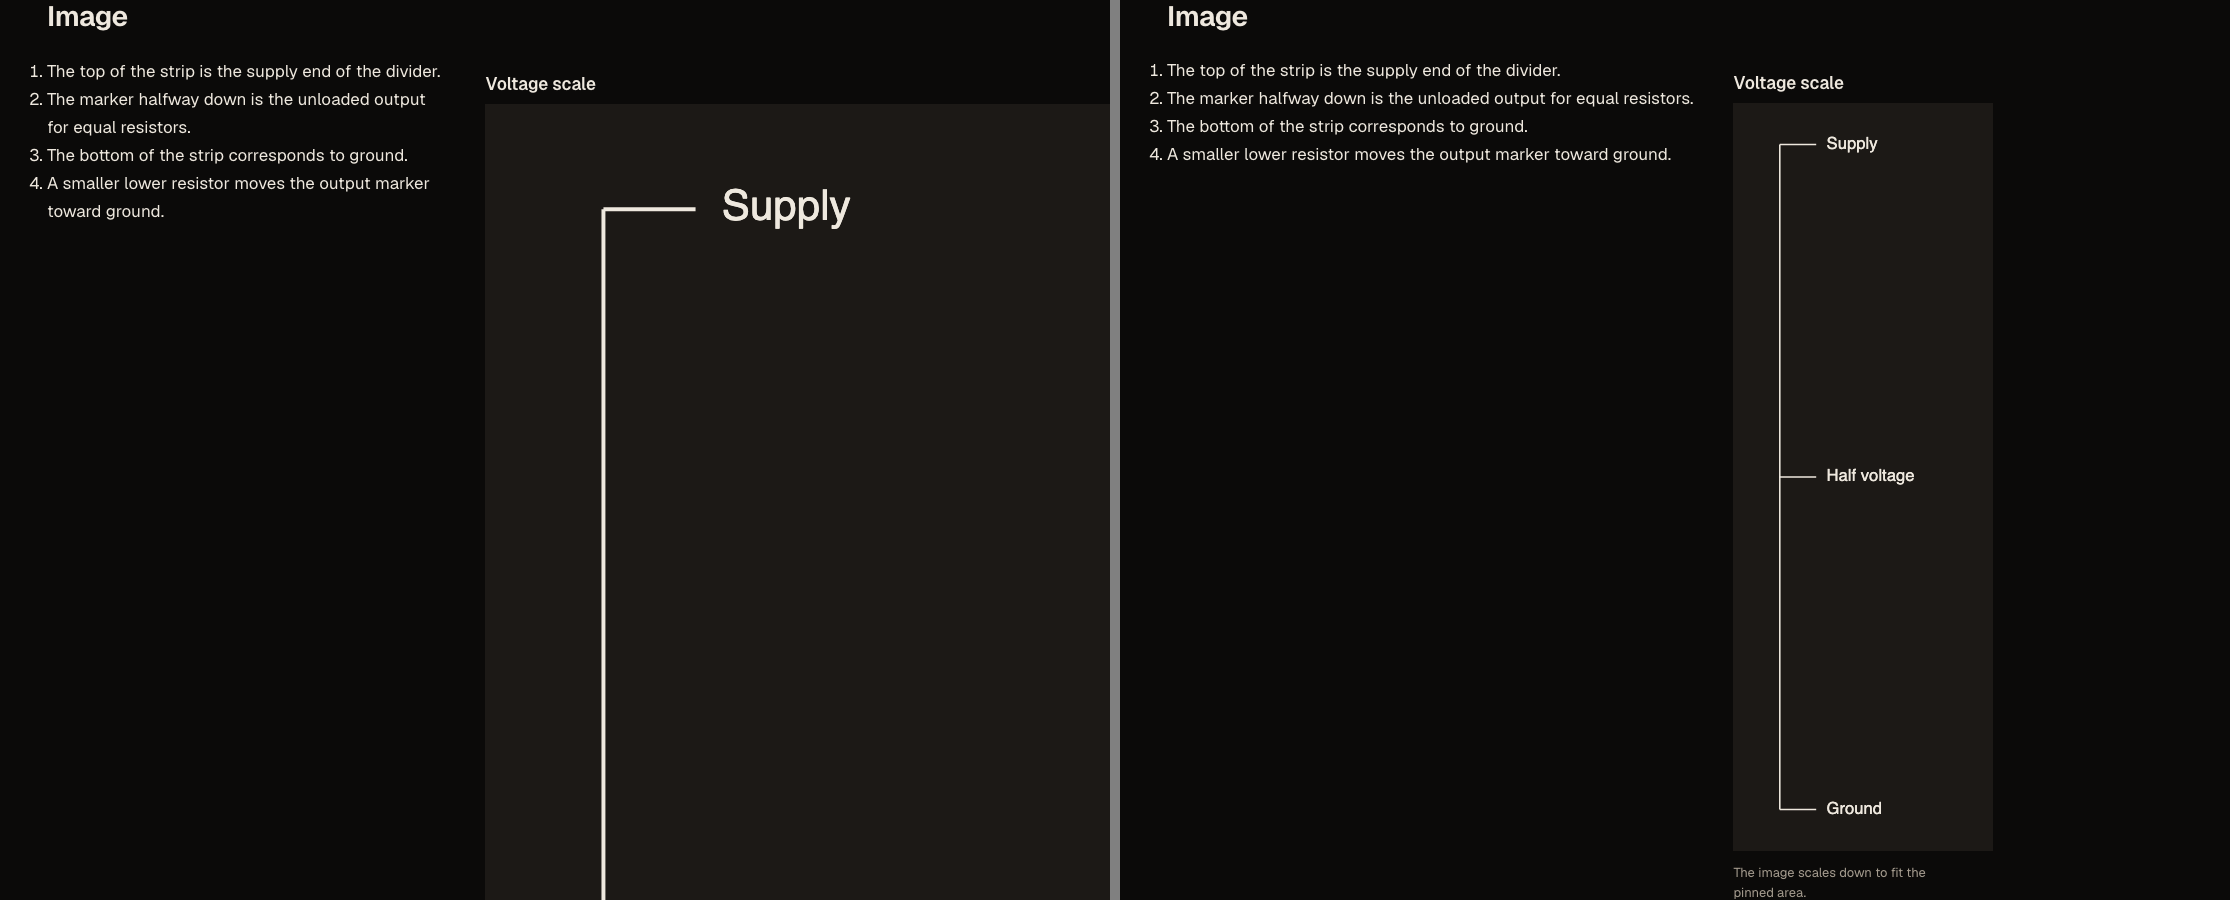 Image
1. The top of the strip is the supply end of the divider.
2. The marker halfway down is the unloaded output
for equal resistors.
3. The bottom of the strip corresponds to ground.
4. A smaller lower resistor moves the output marker
toward ground.
Voltage scale
Supply
Image
1. The top of the strip is the supply end of the divider.
2. The marker halfway down is the unloaded output for equal resistors.
3. The bottom of the strip corresponds to ground.
4. A smaller lower resistor moves the output marker toward ground.
Voltage scale
Supply
Half voltage
Ground
The image scales down to fit the
pinned area.